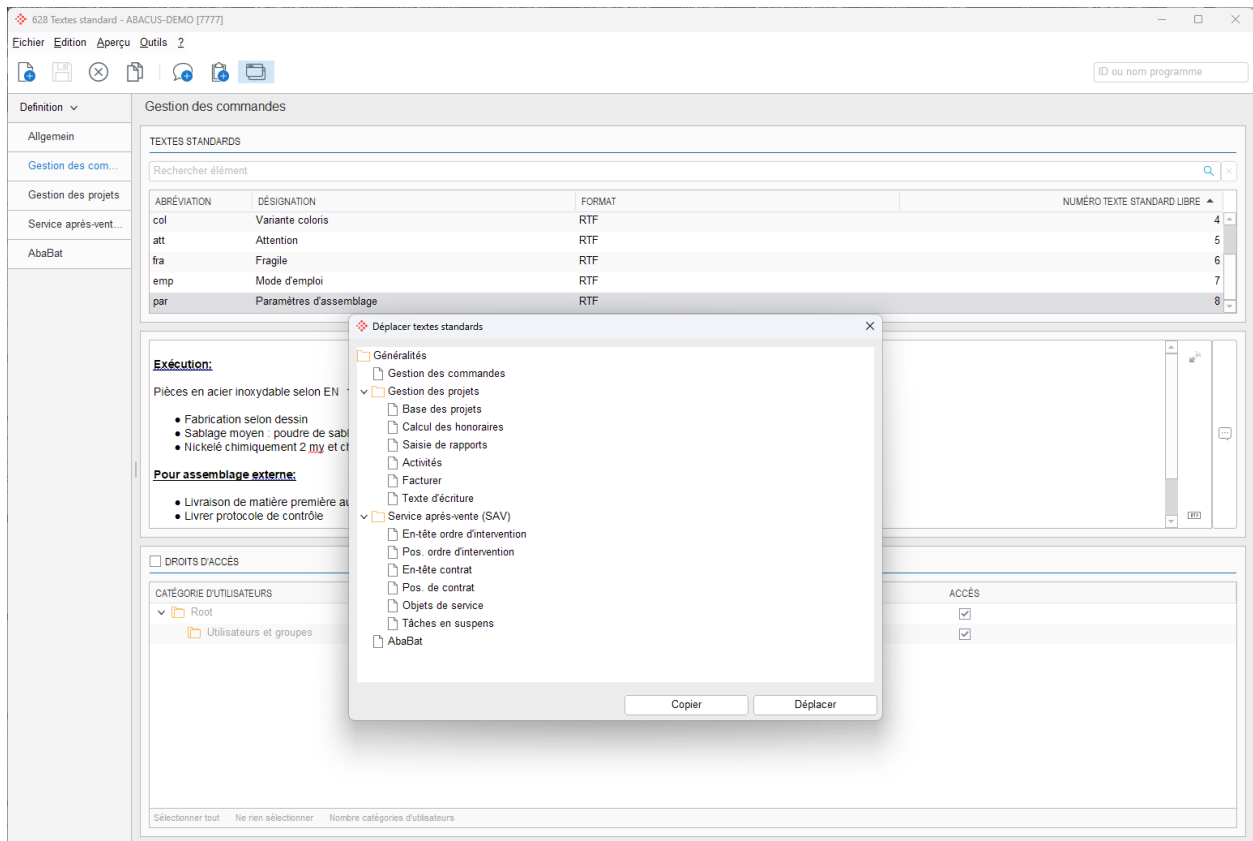 628 Textes standard - ABACUS-DEMO [7777]
Fichier Edition Aperçu Outils ?
ID ou nom programme
Definition
Allgemein
Gestion des com...
Gestion des projets
Service après-vent...
AbaBat
Gestion des commandes
TEXTES STANDARDS
Rechercher élément
ABRÉVIATION DÉSIGNATION FORMAT NUMÉRO TEXTE STANDARD LIBRE
col Variante coloris RTF 4
att Attention RTF 5
fra Fragile RTF 6
emp Mode d'emploi RTF 7
par Paramètres d'assemblage RTF 8
Exécution:
Pièces en acier inoxydable selon EN
● Fabrication selon dessin
● Sablage moyen : poudre de sabl
● Nickelé chimiquement 2 my et ch
Pour assemblage externe:
● Livraison de matière première au
● Livrer protocole de contrôle
RTF
Déplacer textes standards
Généralités
Gestion des commandes
Gestion des projets
Base des projets
Calcul des honoraires
Saisie de rapports
Activités
Facturer
Texte d'écriture
Service après-vente (SAV)
En-tête ordre d'intervention
Pos. ordre d'intervention
En-tête contrat
Pos. de contrat
Objets de service
Tâches en suspens
AbaBat
Copier Déplacer
DROITS D'ACCÈS
CATÉGORIE D'UTILISATEURS ACCÈS
Root
Utilisateurs et groupes
Sélectionner tout Ne rien sélectionner Nombre catégories d'utilisateurs